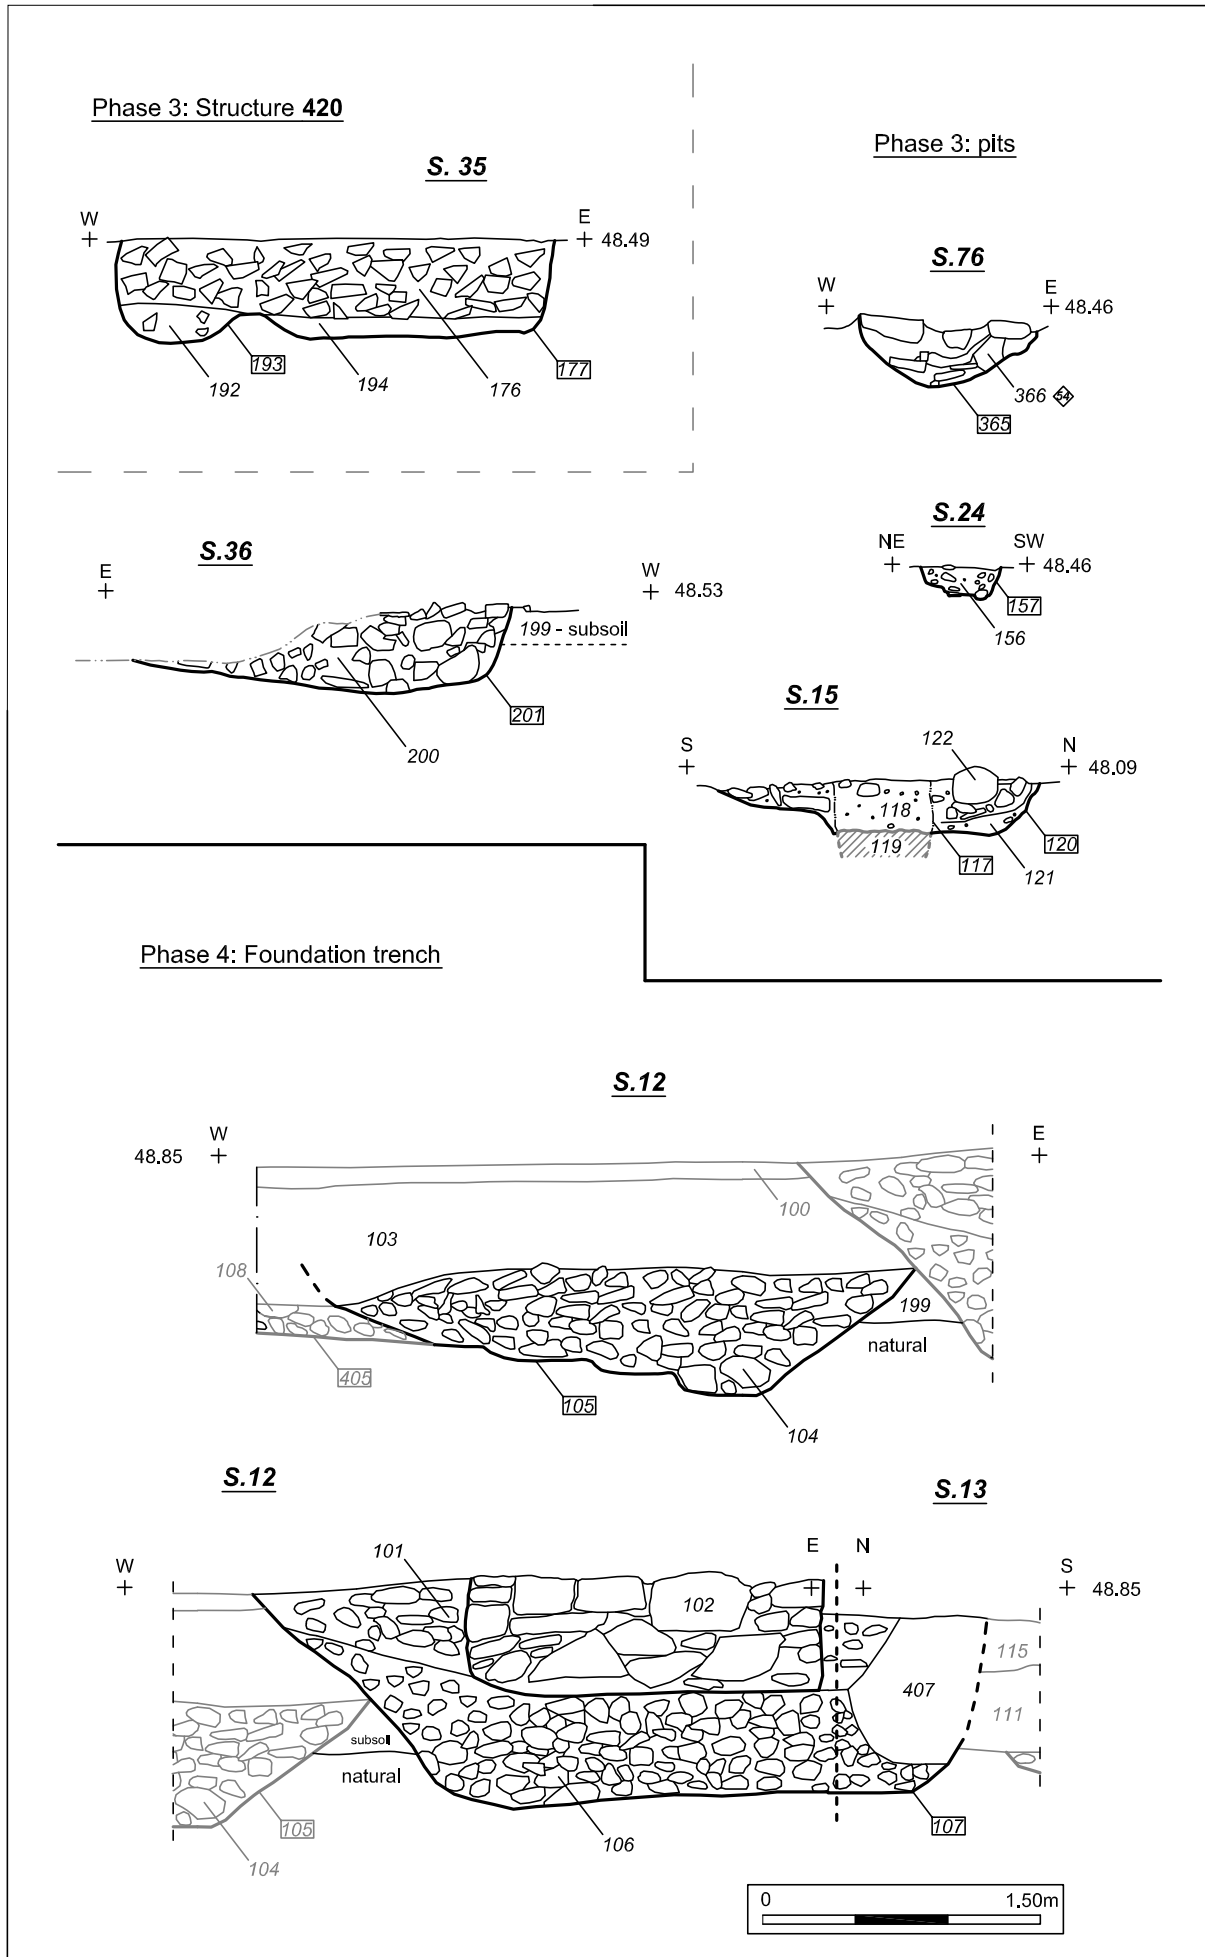 Phase 3: Structure 420
S. 35
W
E
48.49
193
177
192
194
176
Phase 3: pits
S.76
W
E
48.46
366
54
365
S.24
NE
SW
48.46
157
156
S.36
E
W
48.53
199 - subsoil
201
200
S.15
122
S
N
48.09
118
119
117
120
121
Phase 4: Foundation trench
S.12
48.85
W
E
100
103
108
199
natural
405
105
104
S.12
S.13
W
101
E
N
S
48.85
102
115
407
111
subsoil
natural
105
106
107
104
0
1.50m